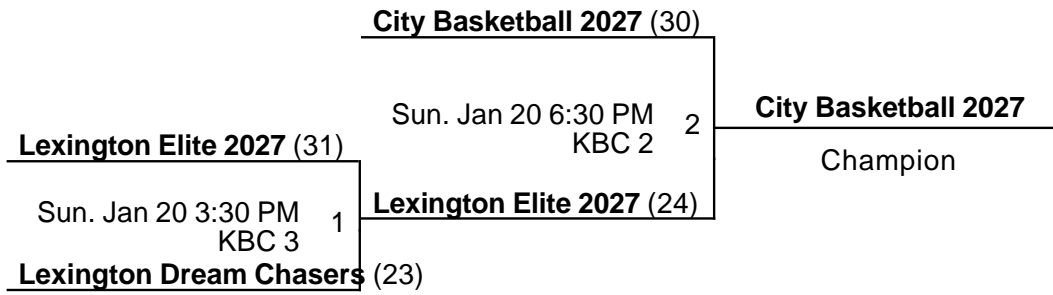 City Basketball 2027 (30)
Sun. Jan 20 6:30 PM
KBC 2
2
City Basketball 2027
Champion
Lexington Elite 2027 (31)
Sun. Jan 20 3:30 PM
KBC 3
1
Lexington Elite 2027 (24)
Lexington Dream Chasers (23)